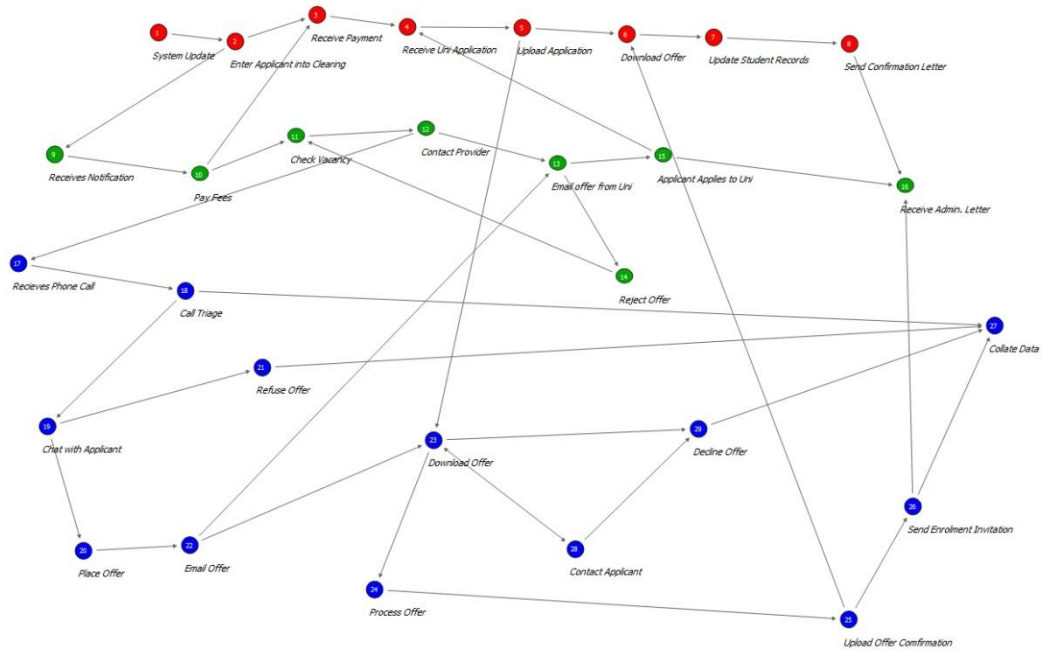 1
System Update
2
Enter Applicant into Clearing
3
Receive Payment
4
Receive Uni Application
5
Upload Application
6
Download Offer
7
Update Student Records
8
Send Confirmation Letter
9
Receives Notification
10
Pay Fees
11
Check Vacancy
12
Contact Provider
13
Email offer from Uni
15
Applicant Applies to Uni
16
Receive Admin. Letter
14
Reject Offer
17
Recieves Phone Call
18
Call Triage
27
Collate Data
21
Refuse Offer
19
Chat with Applicant
23
Download Offer
29
Decline Offer
26
Send Enrolment Invitation
20
Place Offer
22
Email Offer
28
Contact Applicant
24
Process Offer
25
Upload Offer Comfirmation